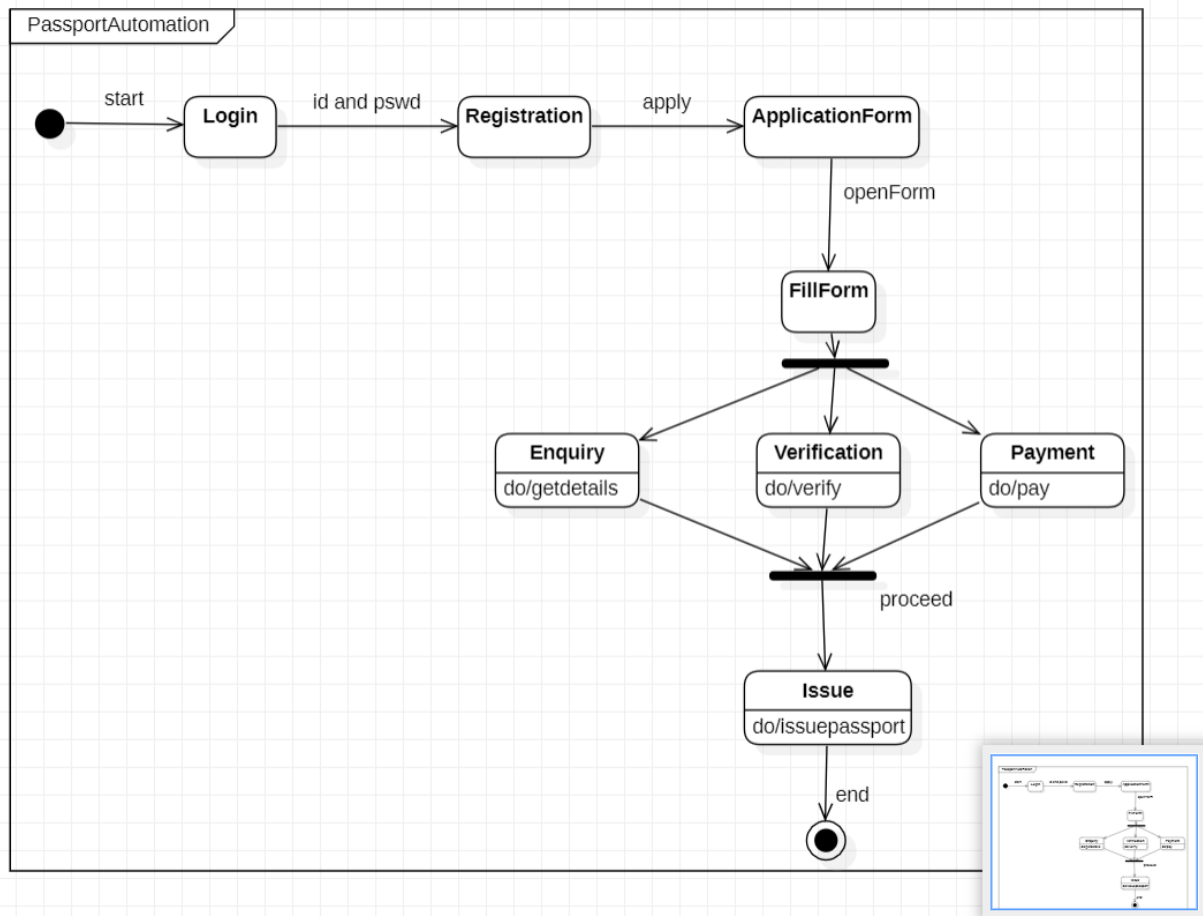 PassportAutomation
start
id and pswd
apply
Login
Registration
ApplicationForm
openForm
FillForm
Enquiry
do/getdetails
Verification
do/verify
Payment
do/pay
proceed
Issue
do/issuepassport
end